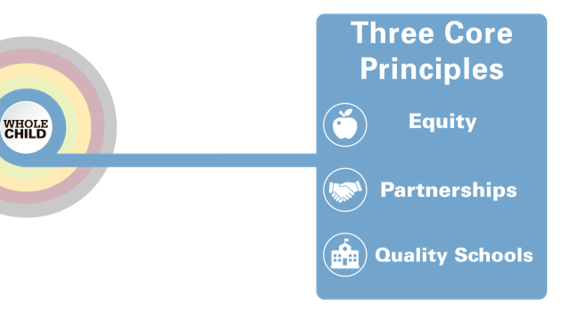 WHOLE
CHILD
Three Core
Principles
Equity
Partnerships
Quality Schools